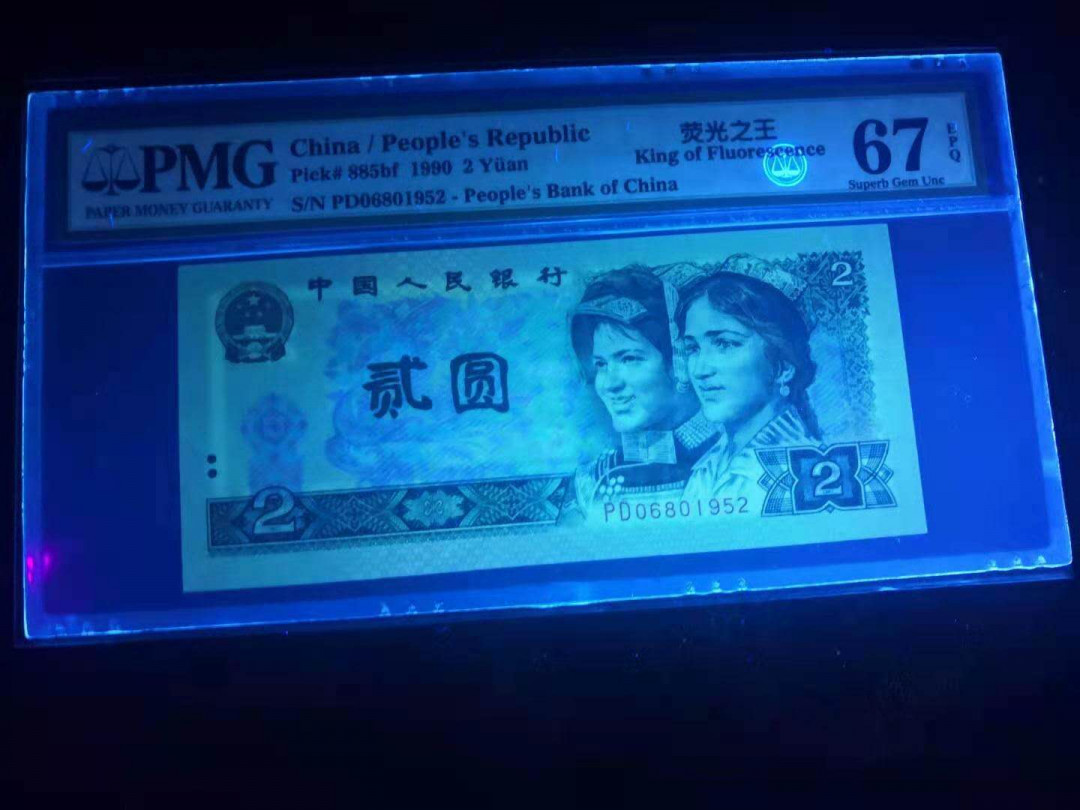 PMG
PAPER MONEY GUARANTY
China / People's Republic
Pick# 885bf 1990 2 Yüan
S/N PD06801952 - People's Bank of China
荧光之王
King of Fluorescence
67
EPQ
Superb Gem Unc
中国人民银行
2
贰圆
2
2
PD06801952